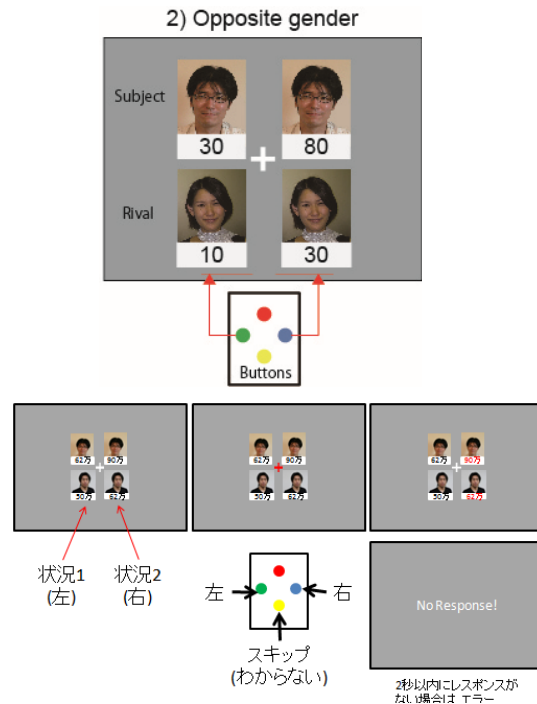 2) Opposite gender
Subject
30 80
Rival
10 30
Buttons
62万 90万 62万 90万 62万 90万
50万 62万 50万 62万 50万 62万
状況1 状況2
(左) (右)
左 右
スキップ
(わからない)
No Response!
2秒以内にレスポンスが
ない場合は エラー